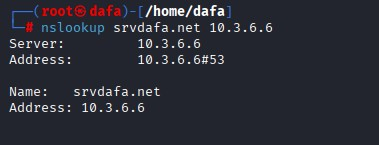 ┌──(root㉿dafa)-[/home/dafa]
└─# nslookup srvdafa.net 10.3.6.6
Server:         10.3.6.6
Address:        10.3.6.6#53

Name:   srvdafa.net
Address: 10.3.6.6